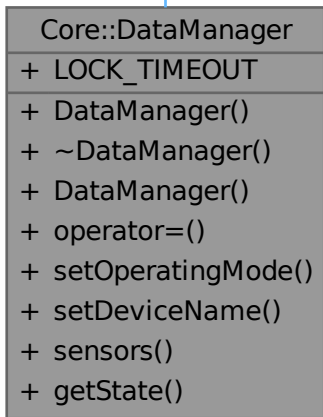 Core::DataManager
+ LOCK_TIMEOUT
+ DataManager()
+ ~DataManager()
+ DataManager()
+ operator=()
+ setOperatingMode()
+ setDeviceName()
+ sensors()
+ getState()